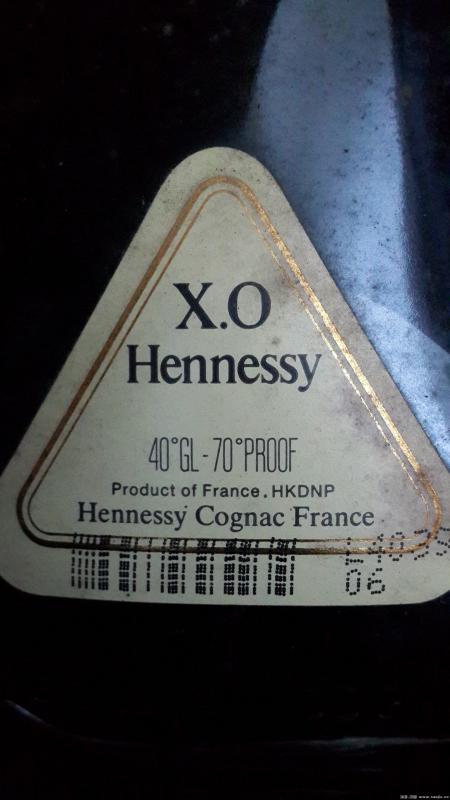 X.O
Hennessy
40°GL - 70°PROOF
Product of France. HKDNP
Hennessy Cognac France
06